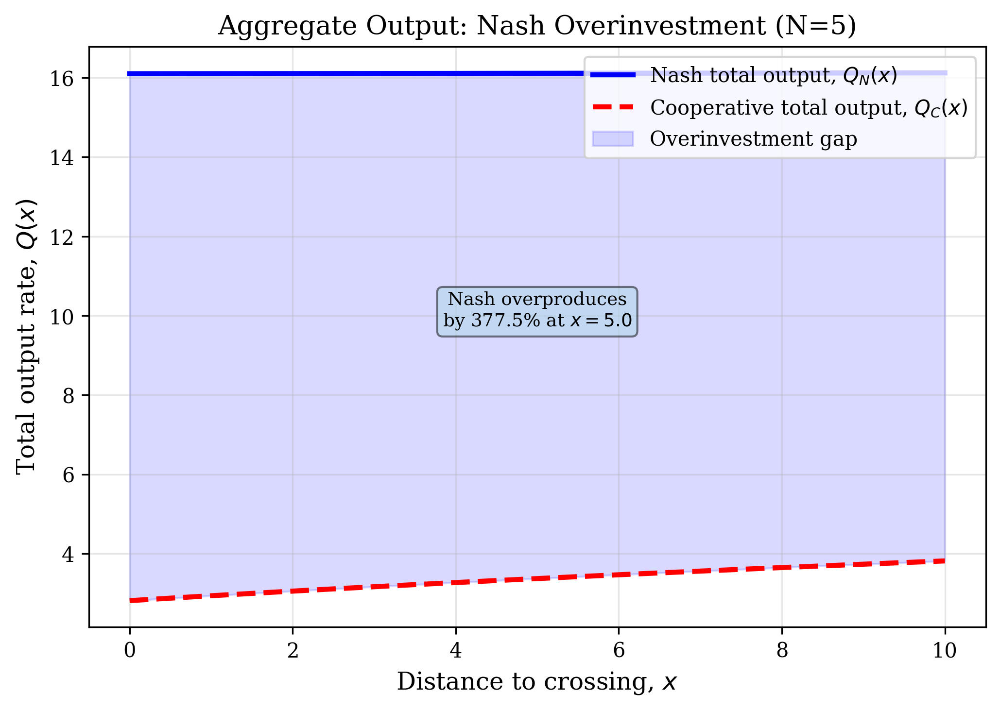 Aggregate Output: Nash Overinvestment (N=5)
Nash total output, Q_N(x)
Cooperative total output, Q_C(x)
Overinvestment gap
Nash overproduces
by 377.5% at x = 5.0
Total output rate, Q(x)
16
14
12
10
8
6
4
0 2 4 6 8 10
Distance to crossing, x